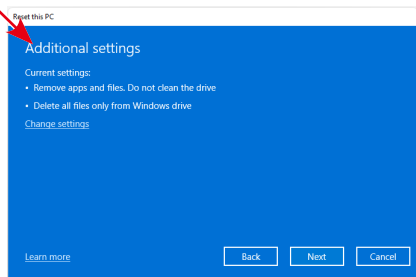 Reset this PC
Additional settings
Current settings:
• Remove apps and files. Do not clean the drive
• Delete all files only from Windows drive
Change settings
Learn more
Back
Next
Cancel